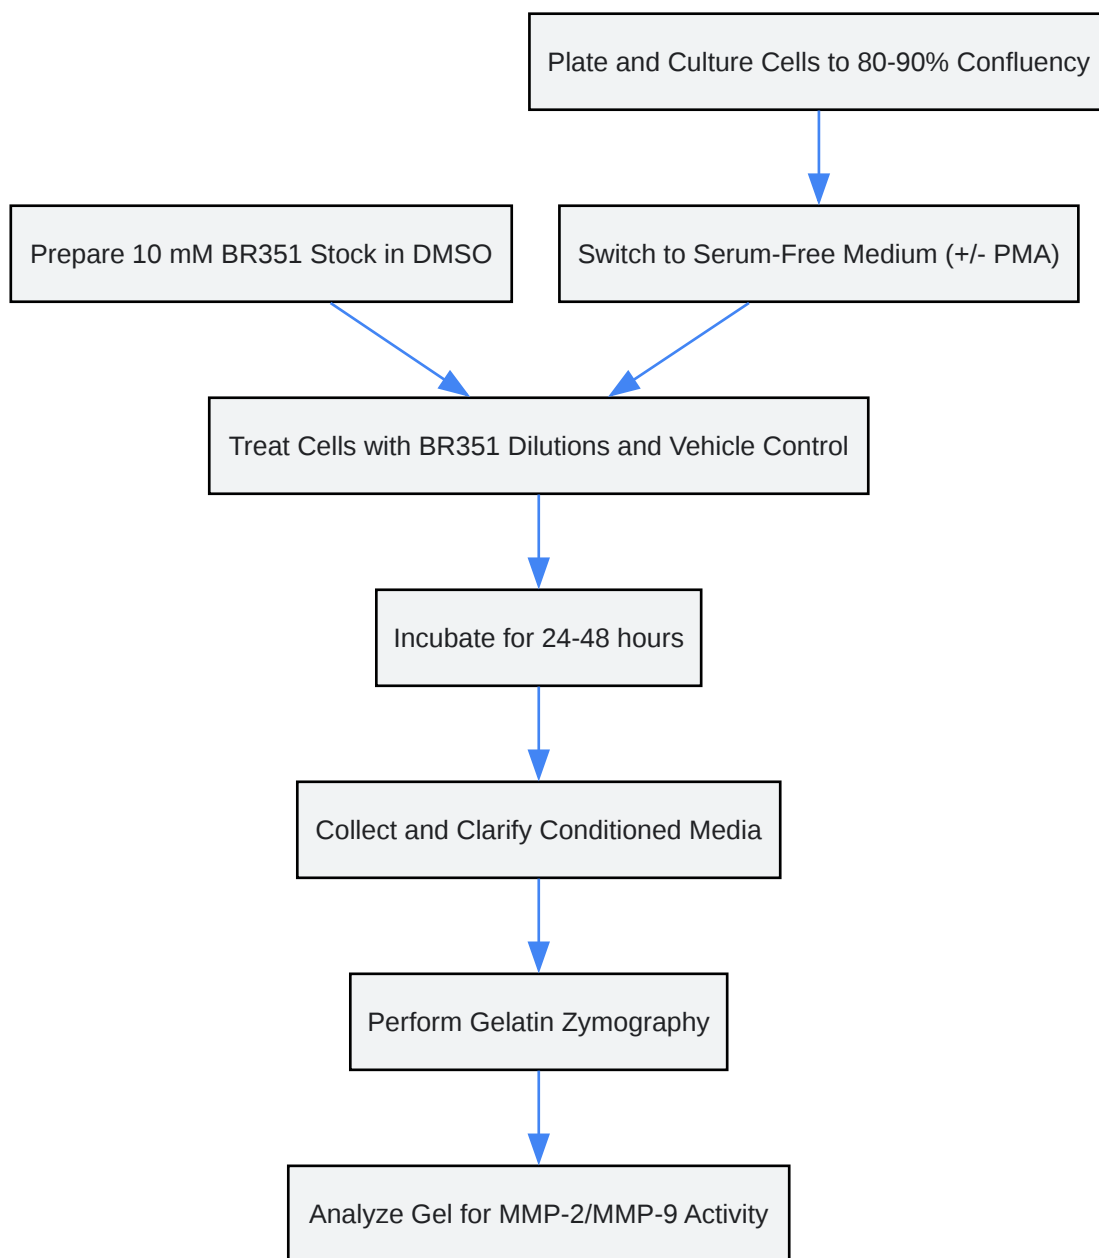 Plate and Culture Cells to 80-90% Confluency
Prepare 10 mM BR351 Stock in DMSO
Switch to Serum-Free Medium (+/- PMA)
Treat Cells with BR351 Dilutions and Vehicle Control
Incubate for 24-48 hours
Collect and Clarify Conditioned Media
Perform Gelatin Zymography
Analyze Gel for MMP-2/MMP-9 Activity